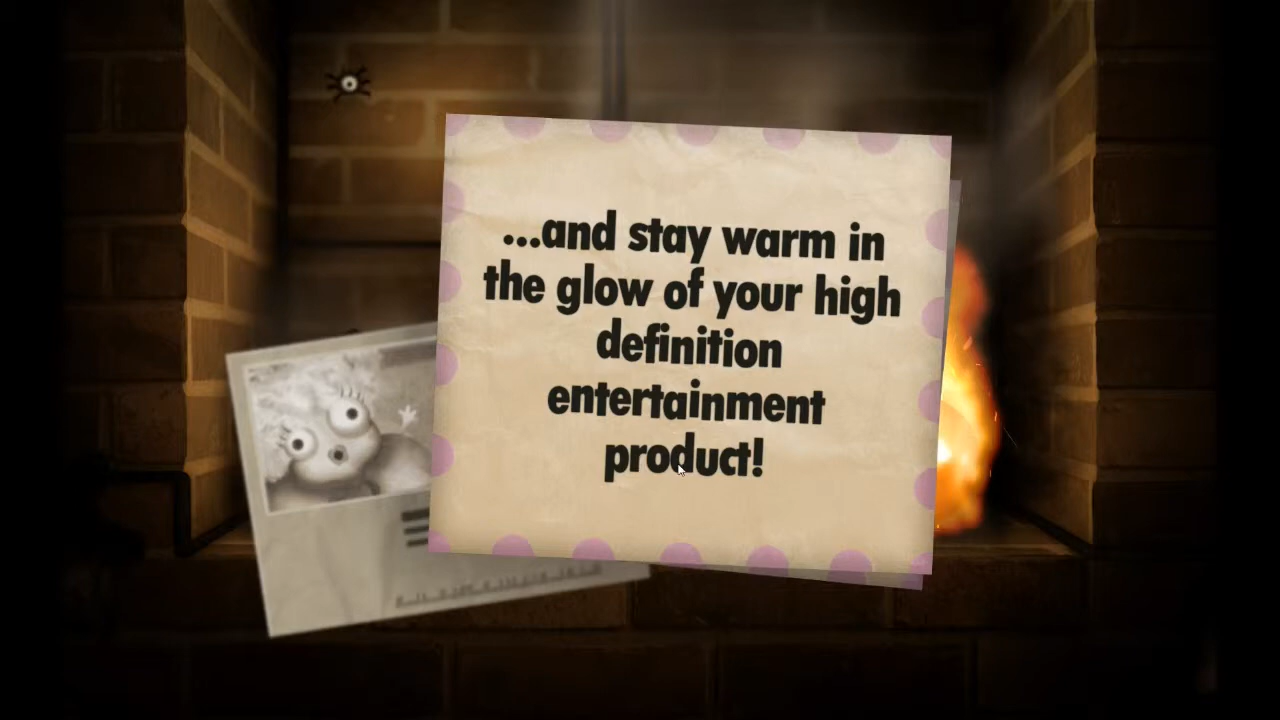 ...and stay warm in
the glow of your high
definition
entertainment
product!